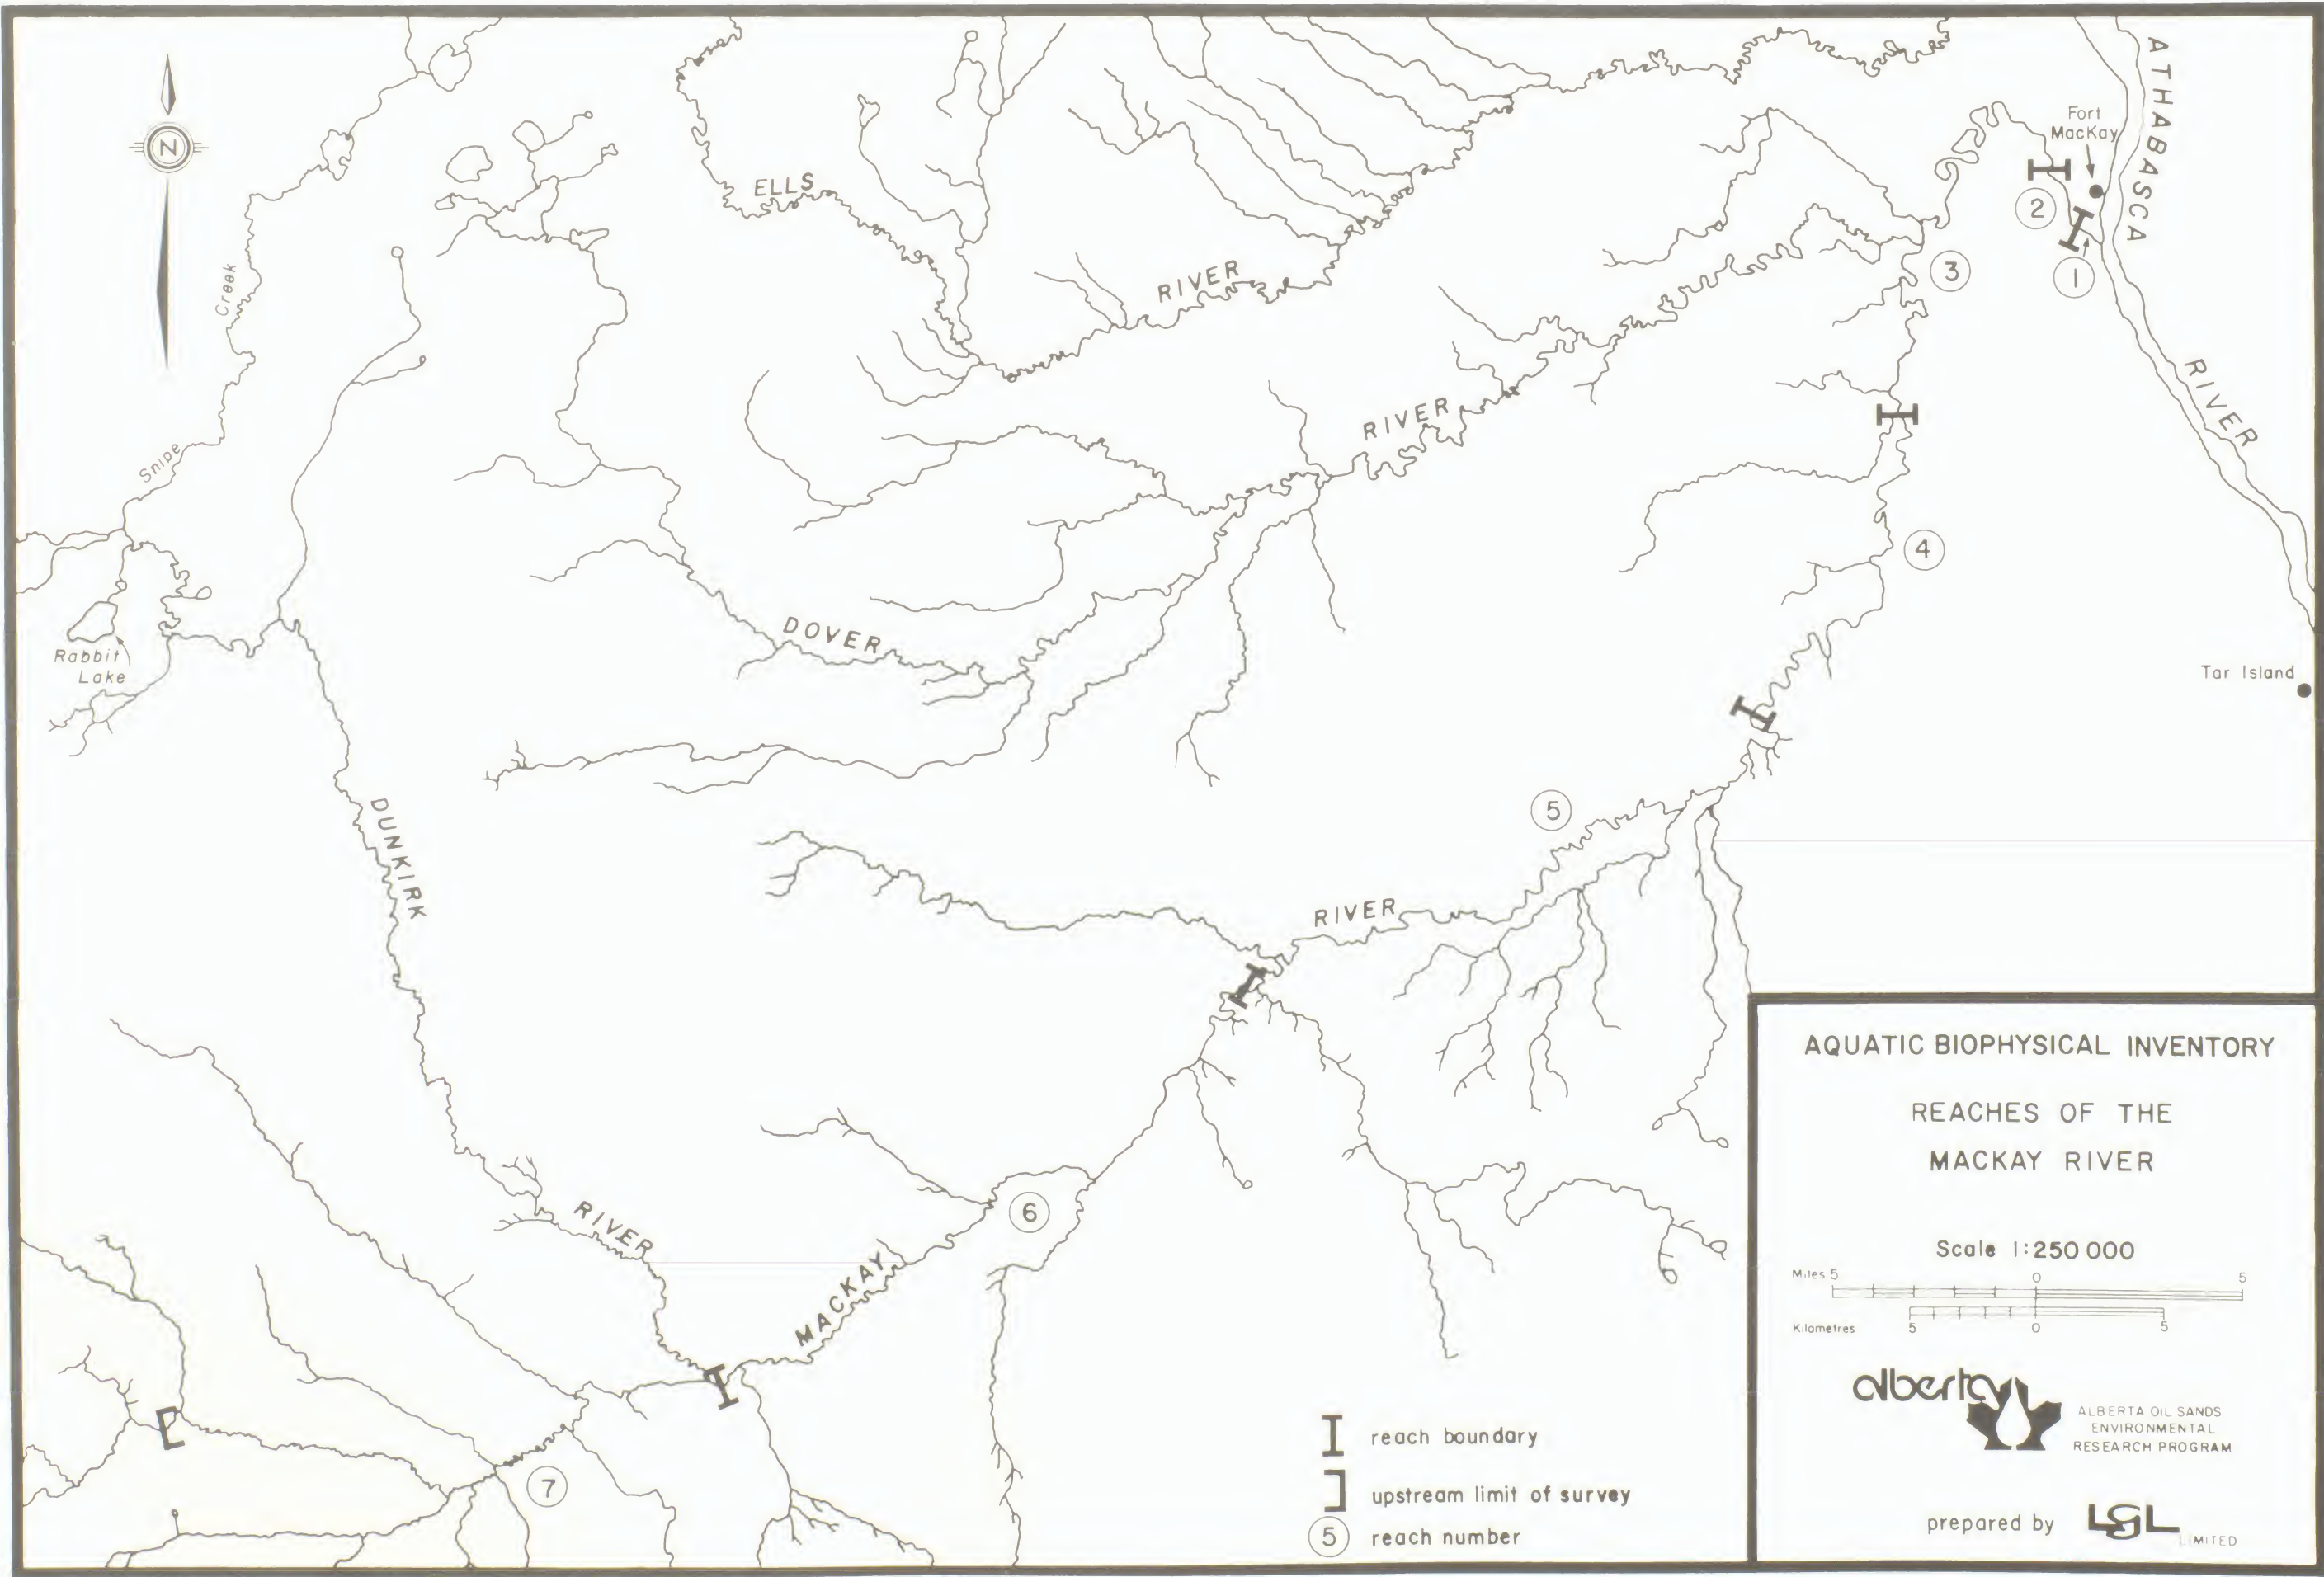 N
ATHABASCA
RIVER
Fort
MacKay
2
1
3
ELLS
RIVER
Snipe
Creek
RIVER
4
Rabbit
Lake
DOVER
Tar Island
DUNKIRK
5
RIVER
RIVER
6
MACKAY
7
I reach boundary
upstream limit of survey
5 reach number
AQUATIC BIOPHYSICAL INVENTORY
REACHES OF THE
MACKAY RIVER
Scale 1:250 000
Miles 5 0 5
Kilometres 5 0 5
alberta
ALBERTA OIL SANDS
ENVIRONMENTAL
RESEARCH PROGRAM
prepared by LGL
LIMITED